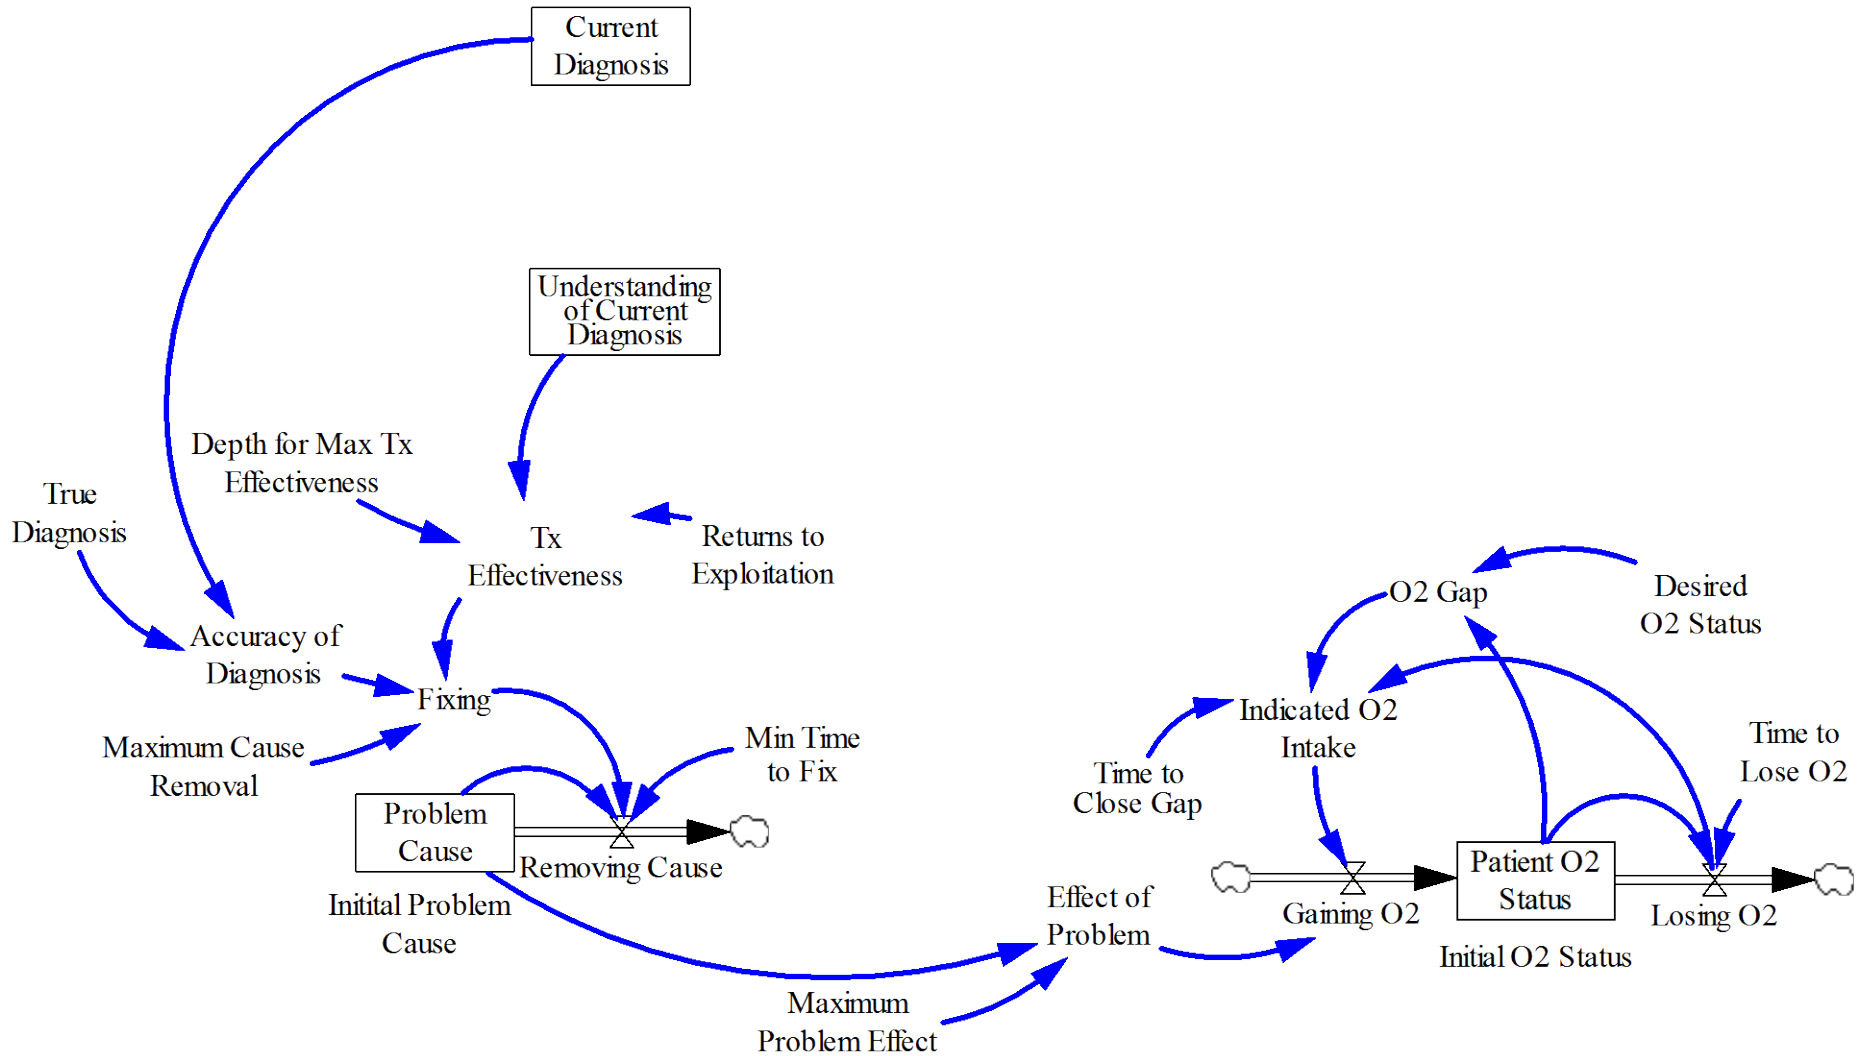 Current
Diagnosis
Understanding
of Current
Diagnosis
Depth for Max Tx
Effectiveness
True
Diagnosis
Tx
Effectiveness
Returns to
Exploitation
O2 Gap
Desired
O2 Status
Accuracy of
Diagnosis
Fixing
Indicated O2
Intake
Maximum Cause
Removal
Min Time
to Fix
Time to
Close Gap
Time to
Lose O2
Problem
Cause
Removing Cause
Initital Problem
Cause
Effect of
Problem
Gaining O2
Patient O2
Status
Losing O2
Initial O2 Status
Maximum
Problem Effect